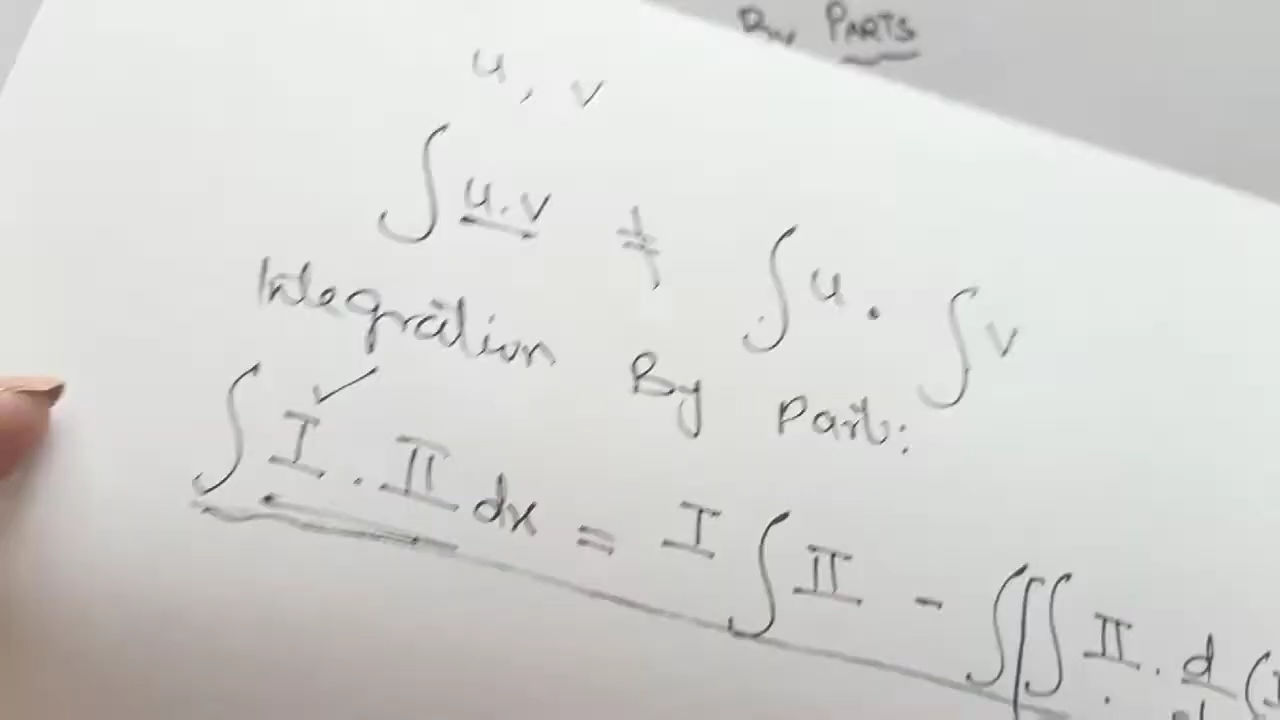 By PARTS
u, v
∫ u.v ≠ ∫ u . ∫ v
Integration By Parts:
∫ I . II dx = I ∫ II - ∫ [ ∫ II . d (I